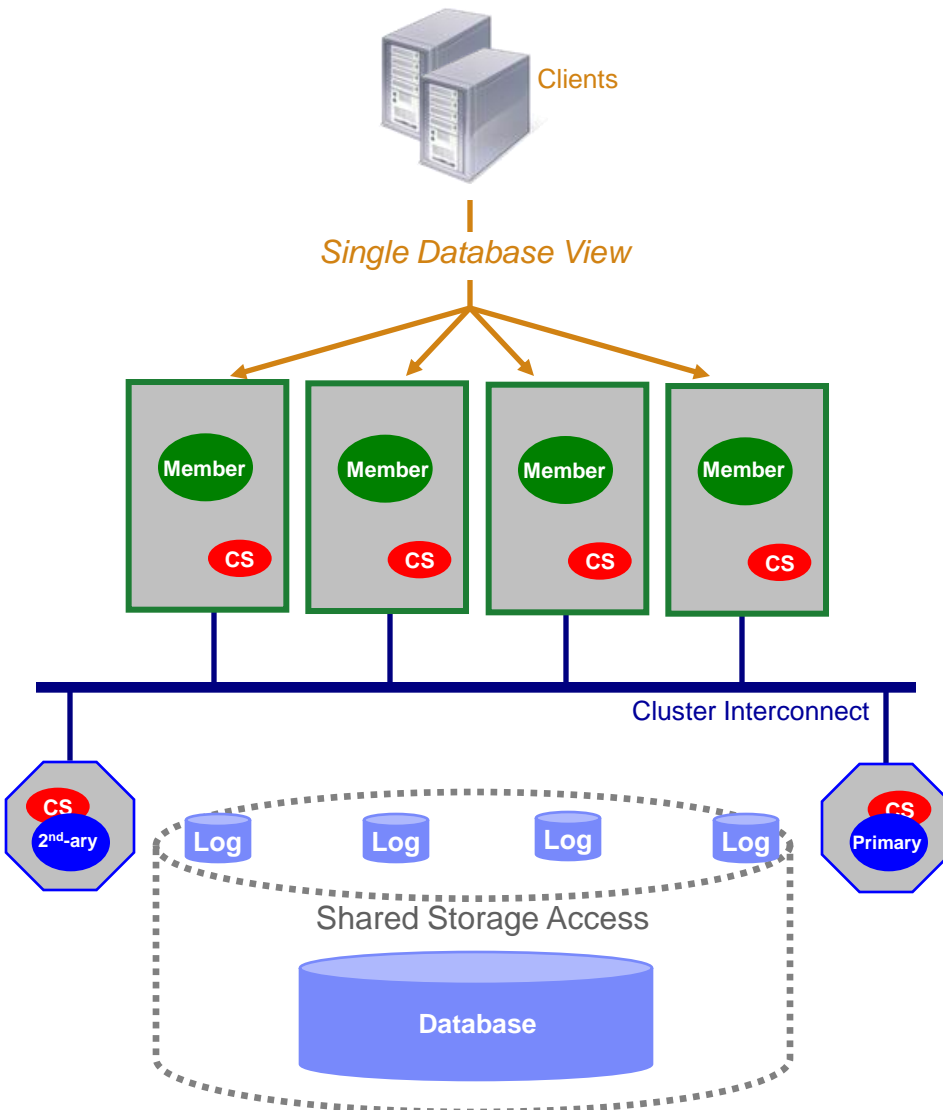 Clients
Single Database View
Member
Member
Member
Member
CS
CS
CS
CS
Cluster Interconnect
CS
2nd-ary
CS
Primary
Log
Log
Log
Log
Shared Storage Access
Database